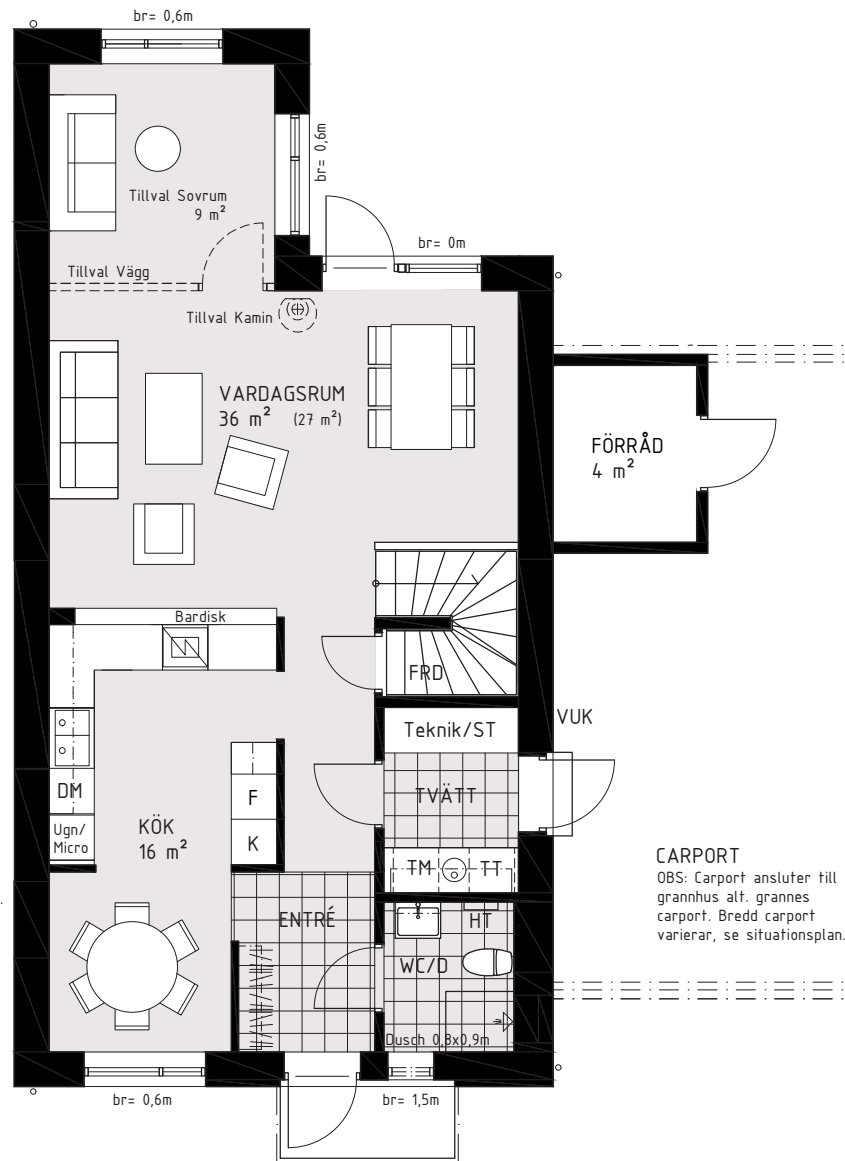 br= 0,6m
br= 0,6m
Tillval Sovrum
9 m²
br= 0m
Tillval Vägg
Tillval Kamin
VARDAGSRUM
36 m² (27 m²)
FÖRRÅD
4 m²
Bardisk
FRD
VUK
Teknik/ST
DM
F
TVÄTT
Ugn/
Micro
KÖK
16 m²
K
TM
TT
CARPORT
OBS: Carport ansluter till
grannhus alt. grannes
carport. Bredd carport
varierar, se situationsplan.
ENTRÉ
HT
WC/D
Dusch 0,8x0,9m
br= 0,6m
br= 1,5m